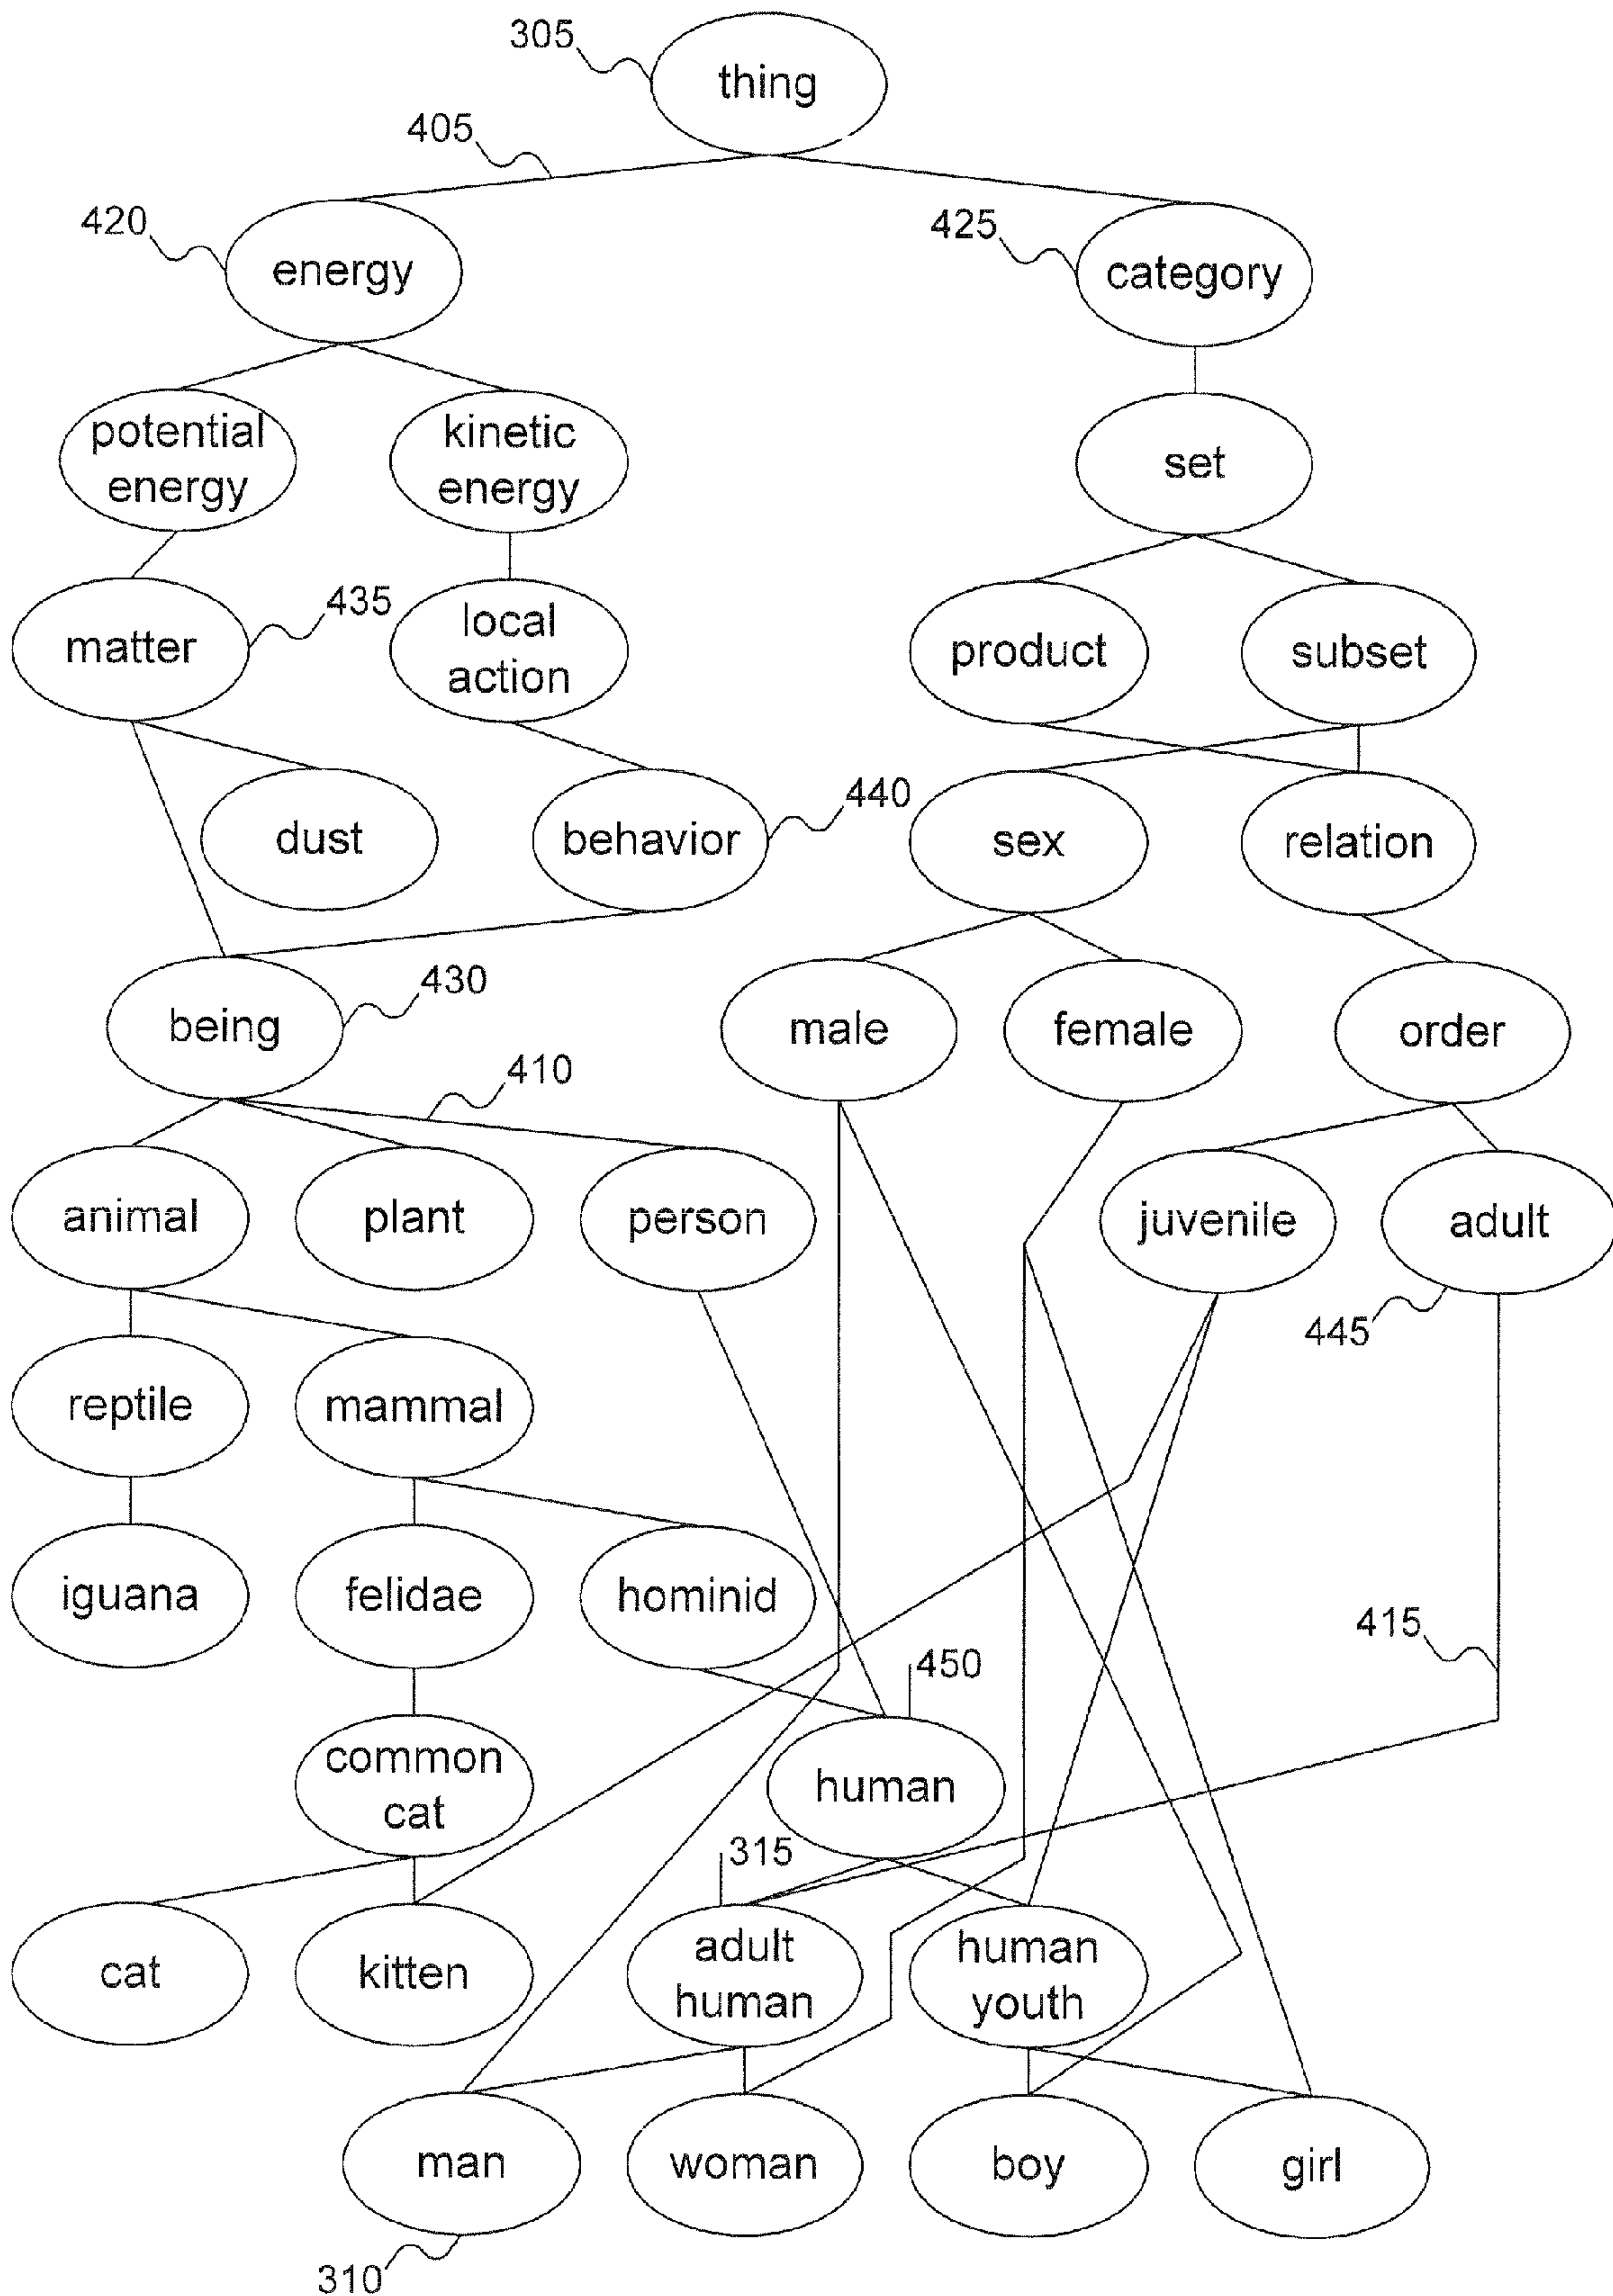 305
thing
405
420
energy
425
category
potential
energy
kinetic
energy
set
matter
435
local
action
product
subset
dust
behavior
440
sex
relation
being
430
male
female
order
410
animal
plant
person
juvenile
adult
445
reptile
mammal
iguana
felidae
hominid
415
450
common
cat
human
315
cat
kitten
adult
human
human
youth
man
woman
boy
girl
310